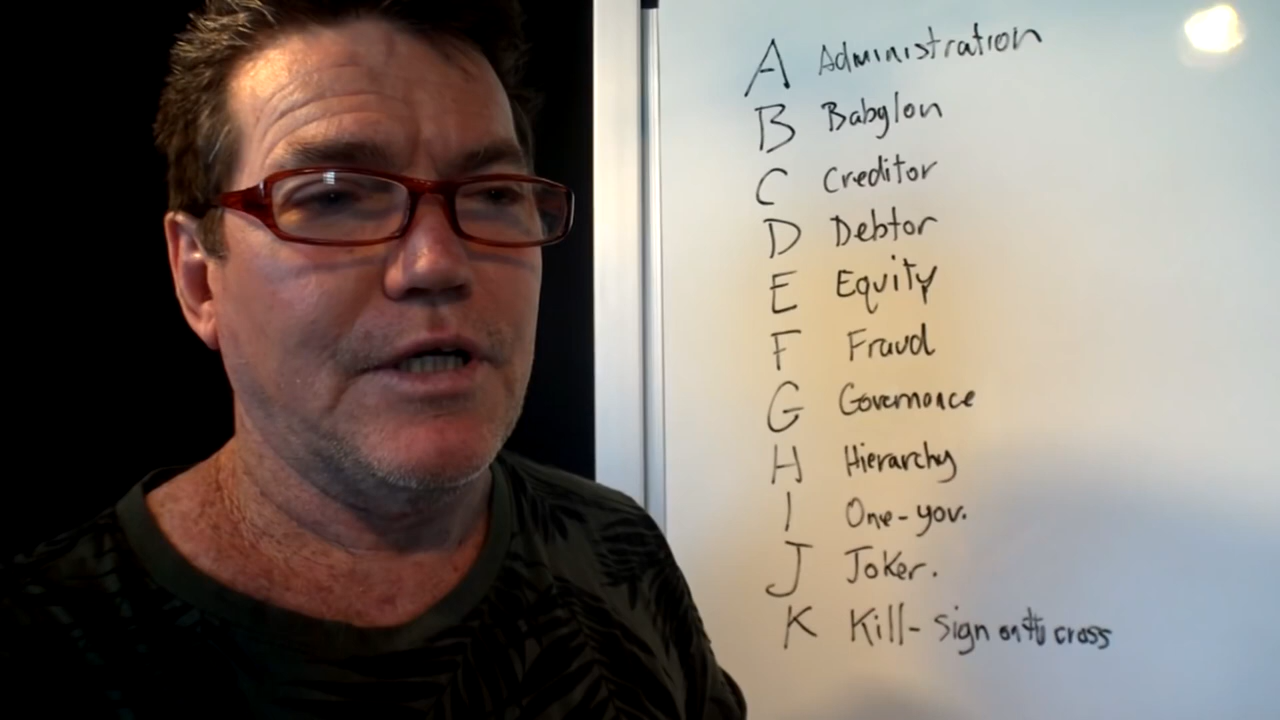 A Administration
B Babylon
C Creditor
D Debtor
E Equity
F Fraud
G Governance
H Hierarchy
I One-you.
J Joker.
K Kill- sign on the cross